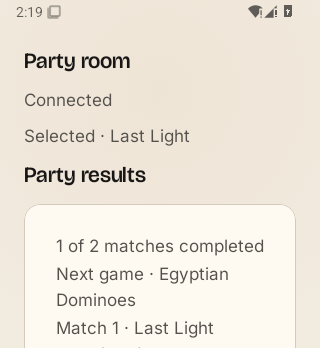 2:19
Party room
Connected
Selected · Last Light
Party results
1 of 2 matches completed
Next game · Egyptian
Dominoes
Match 1 · Last Light